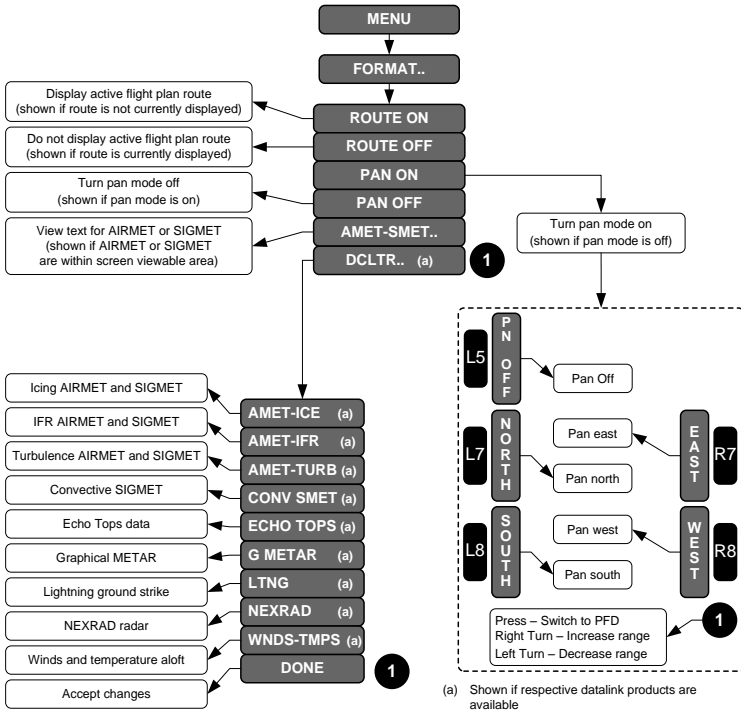 MENU
FORMAT..
Display active flight plan route
(shown if route is not currently displayed)
ROUTE ON
Do not display active flight plan route
(shown if route is currently displayed)
ROUTE OFF
Turn pan mode off
(shown if pan mode is on)
PAN ON
PAN OFF
View text for AIRMET or SIGMET
(shown if AIRMET or SIGMET
are within screen viewable area)
AMET-SMET..
DCLTR.. (a)
1
Turn pan mode on
(shown if pan mode is off)
L5
PN OFF
Pan Off
L7
NORTH
Pan east
Pan north
EAST
R7
L8
SOUTH
Pan west
Pan south
WEST
R8
Press – Switch to PFD
Right Turn – Increase range
Left Turn – Decrease range
1
Icing AIRMET and SIGMET
AMET-ICE (a)
IFR AIRMET and SIGMET
AMET-IFR (a)
Turbulence AIRMET and SIGMET
AMET-TURB (a)
Convective SIGMET
CONV SMET (a)
Echo Tops data
ECHO TOPS (a)
Graphical METAR
G METAR (a)
Lightning ground strike
LTNG (a)
NEXRAD radar
NEXRAD (a)
Winds and temperature aloft
WNDS-TMPS (a)
Accept changes
DONE
1
(a) Shown if respective datalink products are
available